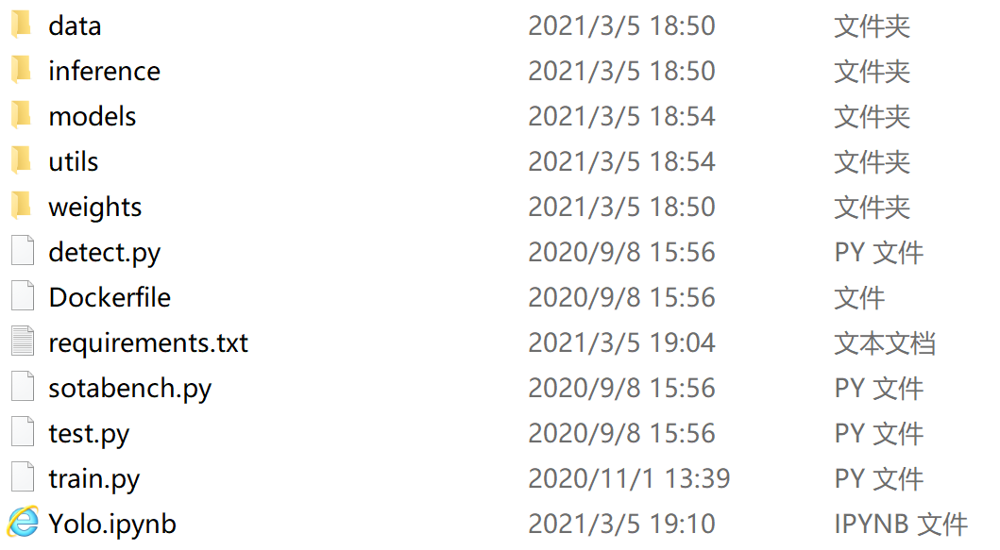 data 2021/3/5 18:50 文件夹
inference 2021/3/5 18:50 文件夹
models 2021/3/5 18:54 文件夹
utils 2021/3/5 18:54 文件夹
weights 2021/3/5 18:50 文件夹
detect.py 2020/9/8 15:56 PY 文件
Dockerfile 2020/9/8 15:56 文件
requirements.txt 2021/3/5 19:04 文本文档
sotabench.py 2020/9/8 15:56 PY 文件
test.py 2020/9/8 15:56 PY 文件
train.py 2020/11/1 13:39 PY 文件
Yolo.ipynb 2021/3/5 19:10 IPYNB 文件